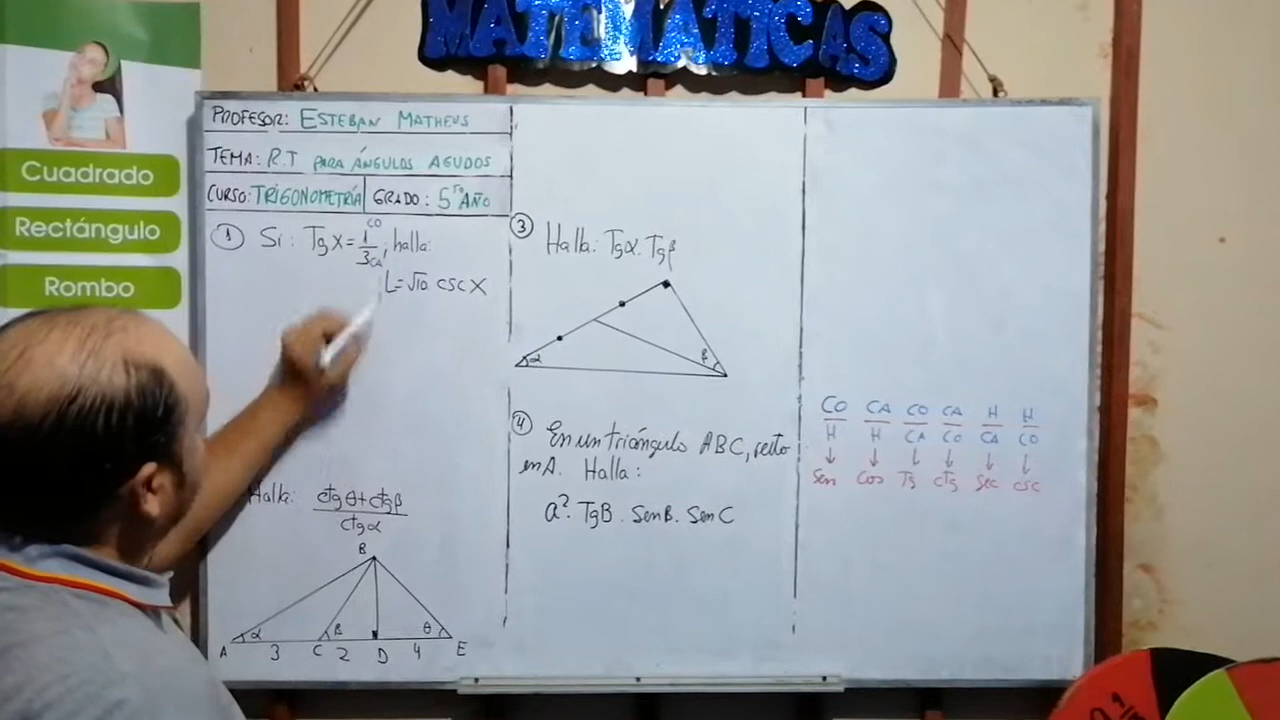 MATEMATICAS
Cuadrado
Rectángulo
Rombo
PROFESOR: ESTEBAN MATHEUS
TEMA: R.T PARA ÁNGULOS AGUDOS
CURSO: TRIGONOMETRÍA GRADO: 5to AÑO
1 Si: Tg X = 1/3 ; halla:
CO
CA
L = √10 csc X
Halla: ctg θ + ctg β
ctg α
B
α β θ
A 3 C 2 D 4 E
3 Halla: Tg α . Tg β
α β
4 En un triángulo ABC, recto
en A. Halla:
a². TgB . SenB. Sen C
CO CA CO CA H H
H H CA CO CA CO
↓ ↓ ↓ ↓ ↓ ↓
Sen Cos Tg ctg sec csc